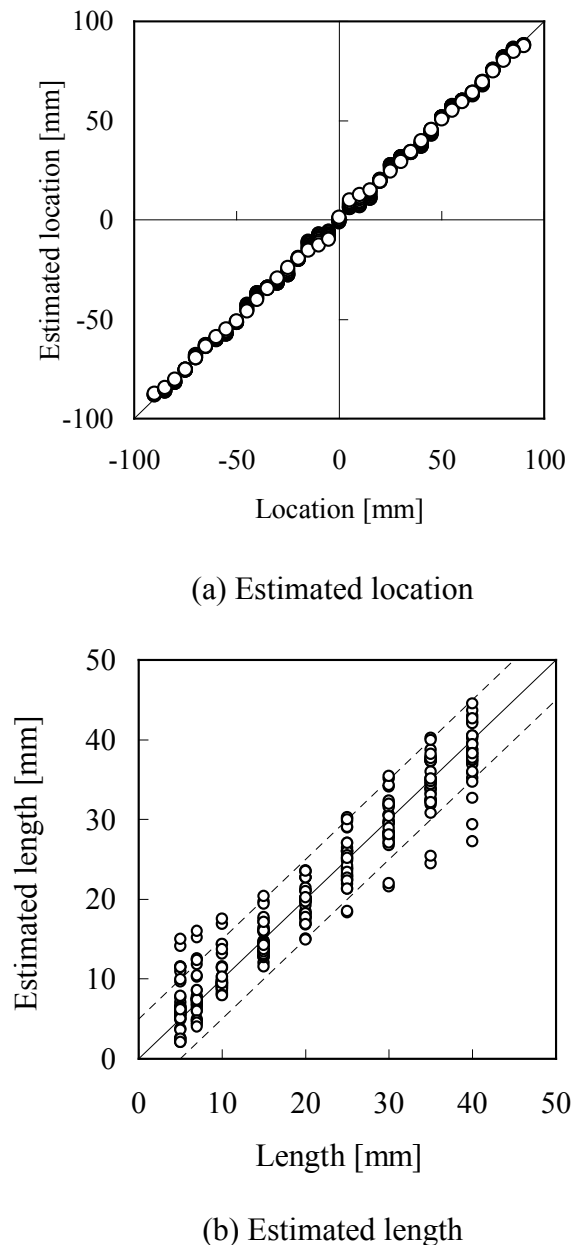 100
50
0
-50
-100
Estimated location [mm]
-100 -50 0 50 100
Location [mm]
(a) Estimated location
50
40
30
20
10
0
Estimated length [mm]
0 10 20 30 40 50
Length [mm]
(b) Estimated length